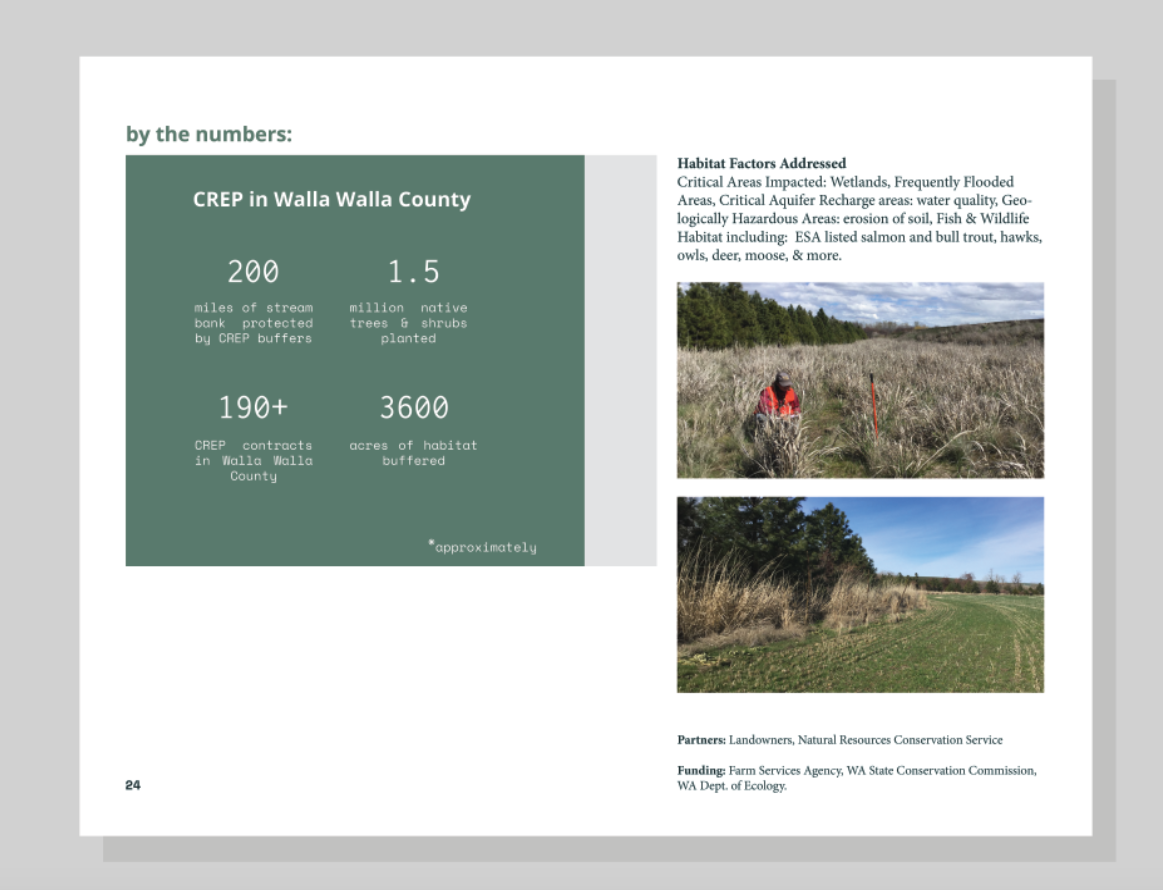 by the numbers:
CREP in Walla Walla County
200
miles of stream
bank protected
by CREP buffers
1.5
million native
trees & shrubs
planted
190+
CREP contracts
in Walla Walla
County
3600
acres of habitat
buffered
*approximately
Habitat Factors Addressed
Critical Areas Impacted: Wetlands, Frequently Flooded
Areas, Critical Aquifer Recharge areas: water quality, Geo-
logically Hazardous Areas: erosion of soil, Fish & Wildlife
Habitat including:  ESA listed salmon and bull trout, hawks,
owls, deer, moose, & more.
Partners: Landowners, Natural Resources Conservation Service
Funding: Farm Services Agency, WA State Conservation Commission,
WA Dept. of Ecology.
24